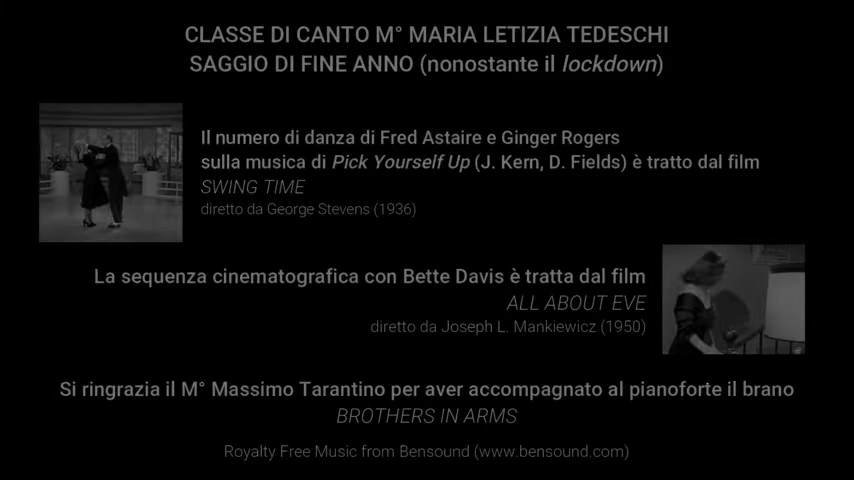 CLASSE DI CANTO M° MARIA LETIZIA TEDESCHI
SAGGIO DI FINE ANNO (nonostante il lockdown)
Il numero di danza di Fred Astaire e Ginger Rogers
sulla musica di Pick Yourself Up (J. Kern, D. Fields) è tratto dal film
SWING TIME
diretto da George Stevens (1936)
La sequenza cinematografica con Bette Davis è tratta dal film
ALL ABOUT EVE
diretto da Joseph L. Mankiewicz (1950)
Si ringrazia il M° Massimo Tarantino per aver accompagnato al pianoforte il brano
BROTHERS IN ARMS
Royalty Free Music from Bensound (www.bensound.com)